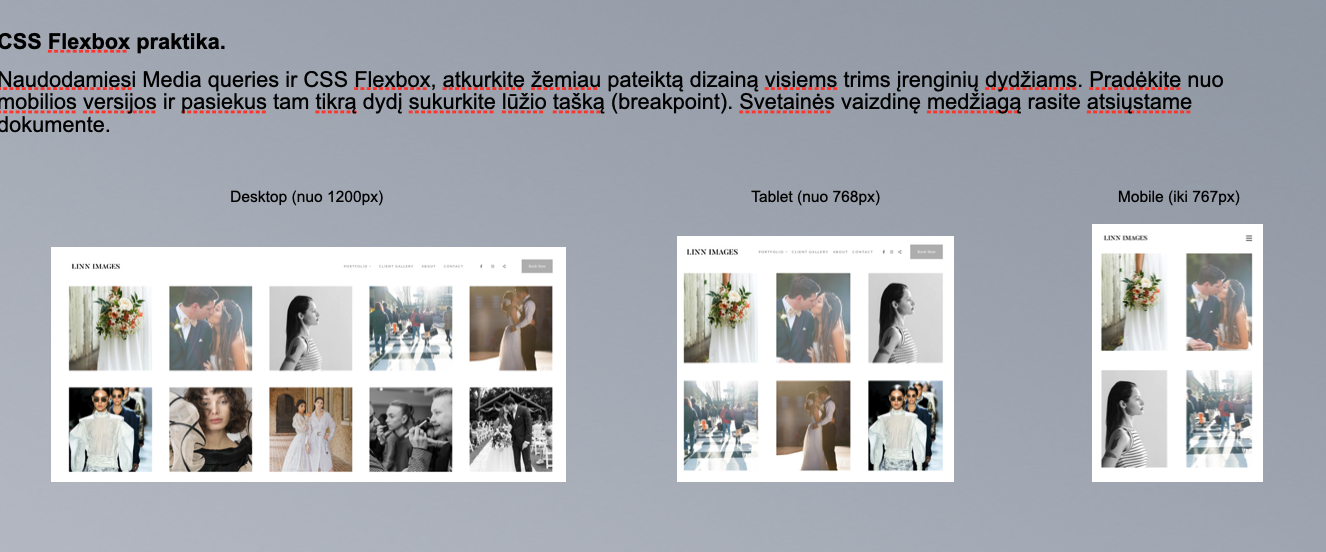 CSS Flexbox praktika.
Naudodamiesi Media queries ir CSS Flexbox, atkurkite žemiau pateiktą dizainą visiems trims įrenginių dydžiams. Pradėkite nuo
mobilios versijos ir pasiekus tam tikrą dydį sukurkite lūžio tašką (breakpoint). Svetainės vaizdinę medžiagą rasite atsiųstame
dokumente.
Desktop (nuo 1200px)
Tablet (nuo 768px)
Mobile (iki 767px)
LINN IMAGES
PORTFOLIO CLIENT GALLERY ABOUT CONTACT
Book Now
LINN IMAGES
PORTFOLIO CLIENT GALLERY ABOUT CONTACT
Book Now
LINN IMAGES